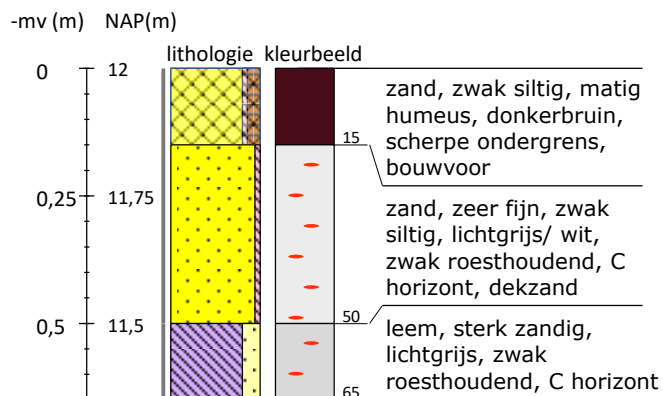 -mv (m) NAP(m)
lithologie kleurbeeld
0 12
zand, zwak siltig, matig
humeus, donkerbruin,
scherpe ondergrens,
15
bouwvoor
0,25 11,75
zand, zeer fijn, zwak
siltig, lichtgrijs/ wit,
zwak roesthoudend, C
horizont, dekzand
50
0,5 11,5
leem, sterk zandig,
lichtgrijs, zwak
roesthoudend, C horizont
65